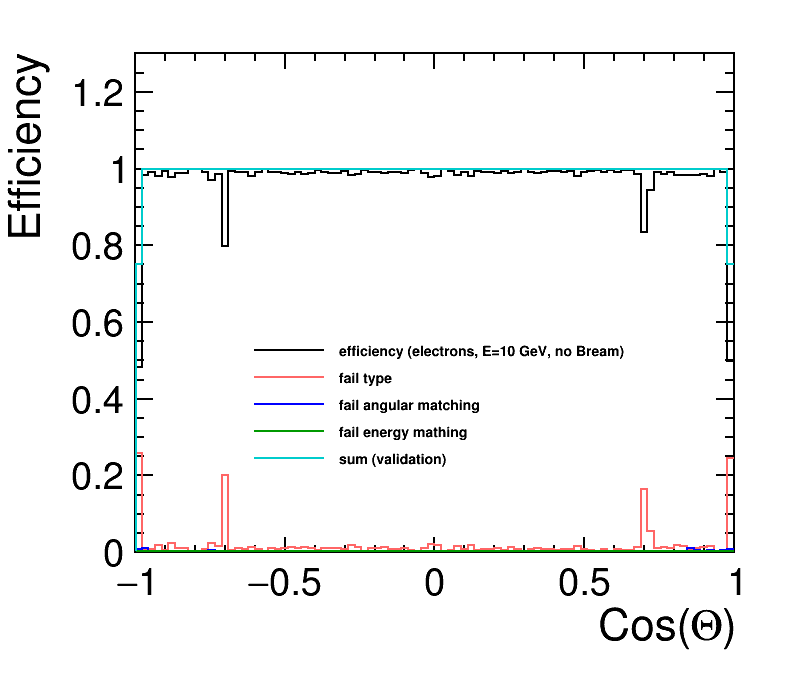 Efficiency
1.2
1
0.8
0.6
0.4
0.2
0
efficiency (electrons, E=10 GeV, no Bream)
fail type
fail angular matching
fail energy mathing
sum (validation)
−1 −0.5 0 0.5 1
Cos(Θ)